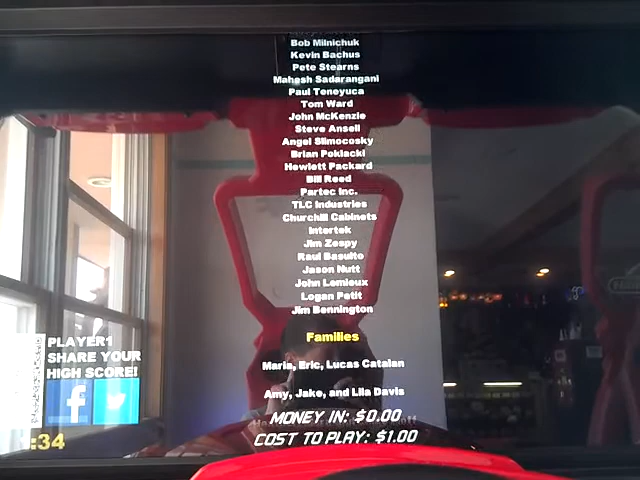 Bob Milnichuk
Kevin Bachus
Pete Stearns
Mahesh Sadarangani
Paul Teneyuca
Tom Ward
John McKenzie
Steve Ansell
Angel Slimocosky
Brian Poklacki
Hewlett Packard
Bill Reed
Partec Inc.
TLC Industries
Churchill Cabinets
Intertek
Jim Zespy
Raul Basulto
Jason Nutt
John Lemieux
Logan Petit
Jim Bennington
Families
Maria, Eric, Lucas Catalan
Amy, Jake, and Lila Davis
MONEY IN: $0.00
COST TO PLAY: $1.00
PLAYER1
SHARE YOUR
HIGH SCORE!
:34